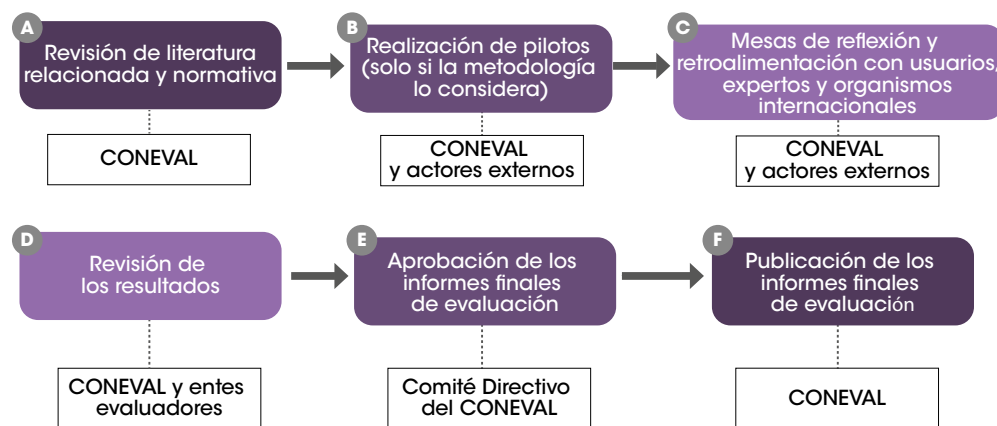 A
Revisión de literatura
relacionada y normativa
CONEVAL
B
Realización de pilotos
(solo si la metodología
lo considera)
CONEVAL
y actores externos
C
Mesas de reflexión y
retroalimentación con usuarios,
expertos y organismos
internacionales
CONEVAL
y actores externos
D
Revisión de
los resultados
CONEVAL y entes
evaluadores
E
Aprobación de los
informes finales
de evaluación
Comité Directivo
del CONEVAL
F
Publicación de los
informes finales
de evaluación
CONEVAL